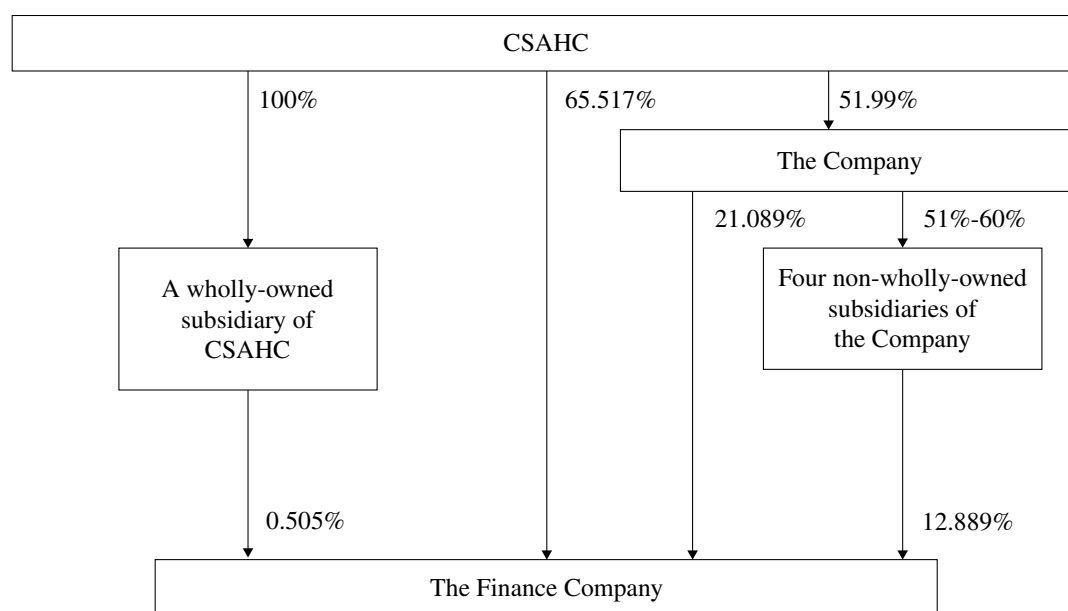 CSAHC
100%
65.517%
51.99%
The Company
21.089%
51%-60%
A wholly-owned
subsidiary of
CSAHC
Four non-wholly-owned
subsidiaries of
the Company
0.505%
12.889%
The Finance Company